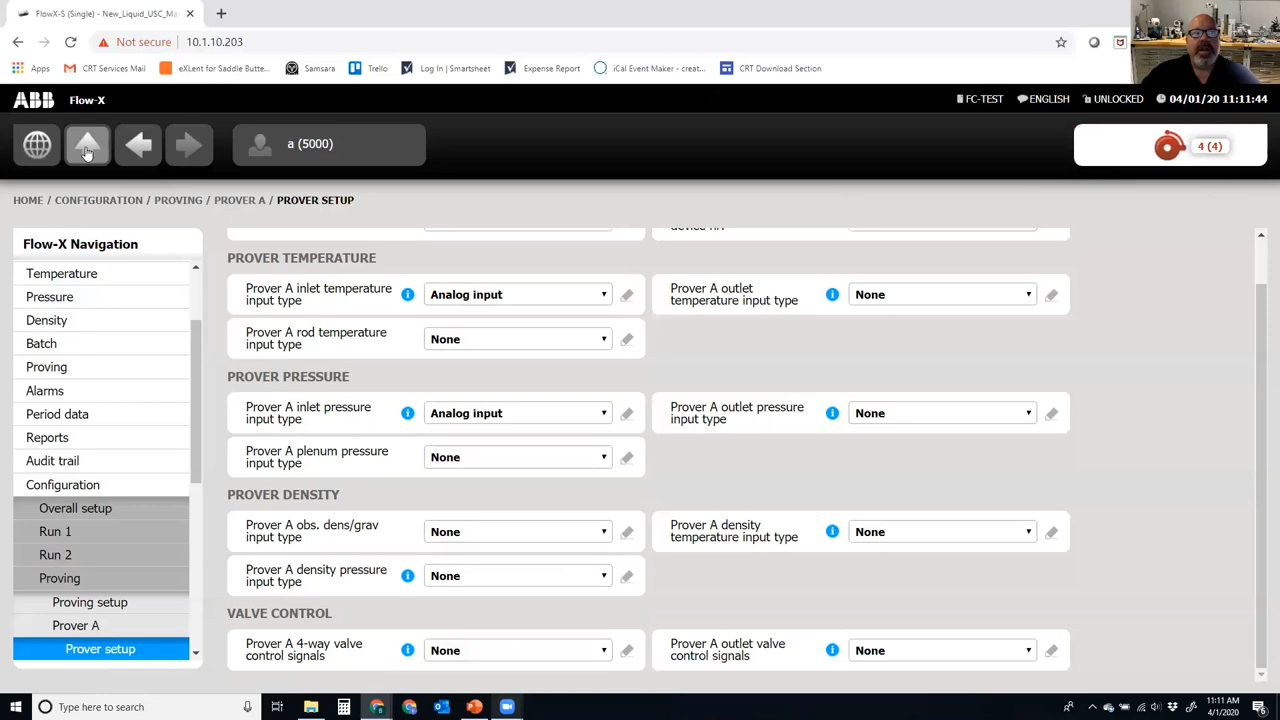 FlowX-S (Single) - New_Liquid_USC_Ma
Not secure 10.1.10.203
Apps CRT Services Mail eXLent for Saddle Butte... Samsara Trello Log In | Smartsheet Expense Report iCal Event Maker - creat... CRT Download Section
ABB Flow-X FC-TEST ENGLISH UNLOCKED 04/01/20 11:11:44
a (5000) 4 (4)
HOME / CONFIGURATION / PROVING / PROVER A / PROVER SETUP
Flow-X Navigation
Temperature
Pressure
Density
Batch
Proving
Alarms
Period data
Reports
Audit trail
Configuration
Overall setup
Run 1
Run 2
Proving
Proving setup
Prover A
Prover setup
PROVER TEMPERATURE
Prover A inlet temperature
input type
Analog input
Prover A outlet
temperature input type
None
Prover A rod temperature
input type
None
PROVER PRESSURE
Prover A inlet pressure
input type
Analog input
Prover A outlet pressure
input type
None
Prover A plenum pressure
input type
None
PROVER DENSITY
Prover A obs. dens/grav
input type
None
Prover A density
temperature input type
None
Prover A density pressure
input type
None
VALVE CONTROL
Prover A 4-way valve
control signals
None
Prover A outlet valve
control signals
None
Type here to search
11:11 AM
4/1/2020